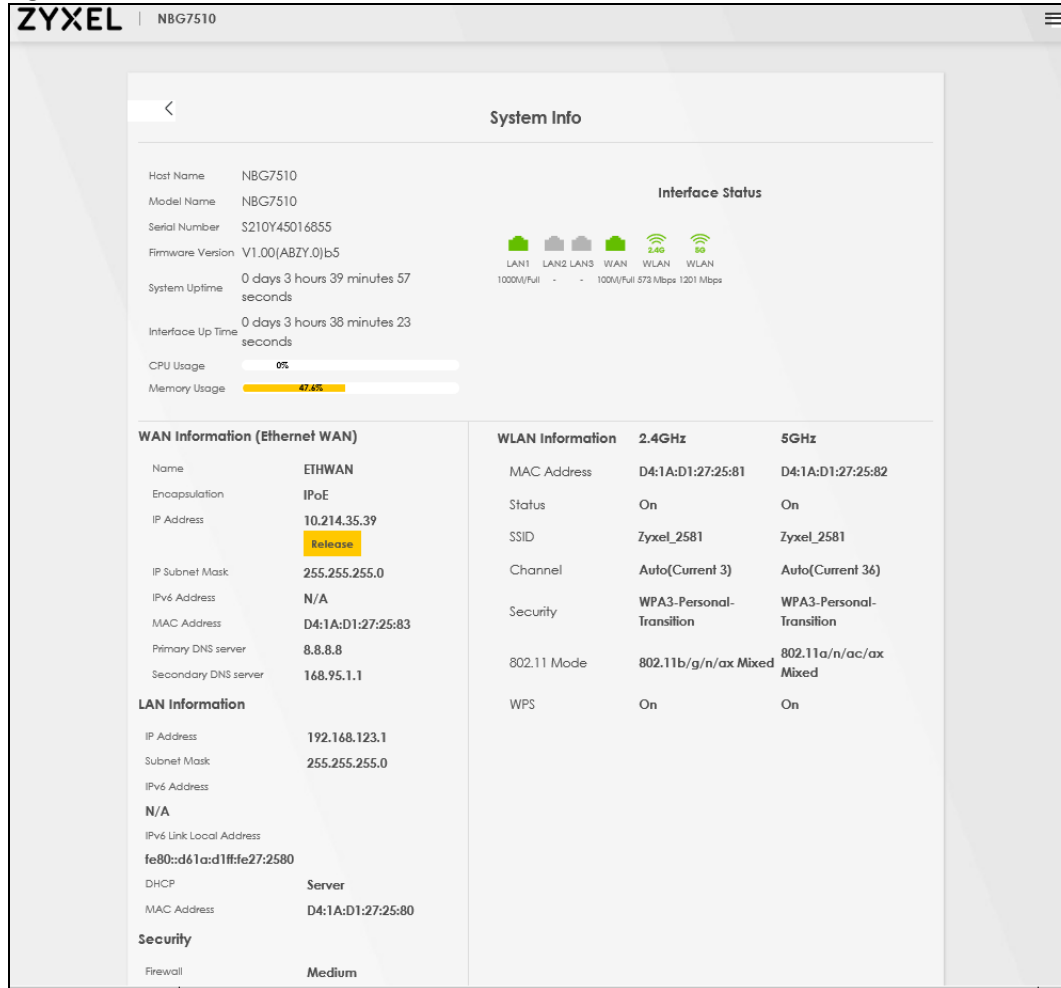 ZYXEL | NBG7510
System Info
Host Name NBG7510
Model Name NBG7510
Serial Number S210Y45016855
Firmware Version V1.00(ABZY.0)b5
System Uptime 0 days 3 hours 39 minutes 57
seconds
Interface Up Time 0 days 3 hours 38 minutes 23
seconds
CPU Usage 0%
Memory Usage 47.6%
Interface Status
2.4G 5G
LAN1 LAN2 LAN3 WAN WLAN WLAN
1000M/Full - - 100M/Full 573 Mbps 1201 Mbps
WAN Information (Ethernet WAN)
Name ETHWAN
Encapsulation IPoE
IP Address 10.214.35.39
Release
IP Subnet Mask 255.255.255.0
IPv6 Address N/A
MAC Address D4:1A:D1:27:25:83
Primary DNS server 8.8.8.8
Secondary DNS server 168.95.1.1
LAN Information
IP Address 192.168.123.1
Subnet Mask 255.255.255.0
IPv6 Address
N/A
IPv6 Link Local Address
fe80::d61a:d1ff:fe27:2580
DHCP Server
MAC Address D4:1A:D1:27:25:80
Security
Firewall Medium
WLAN Information 2.4GHz 5GHz
MAC Address D4:1A:D1:27:25:81 D4:1A:D1:27:25:82
Status On On
SSID Zyxel_2581 Zyxel_2581
Channel Auto(Current 3) Auto(Current 36)
Security WPA3-Personal- WPA3-Personal-
Transition Transition
802.11 Mode 802.11b/g/n/ax Mixed 802.11a/n/ac/ax
Mixed
WPS On On